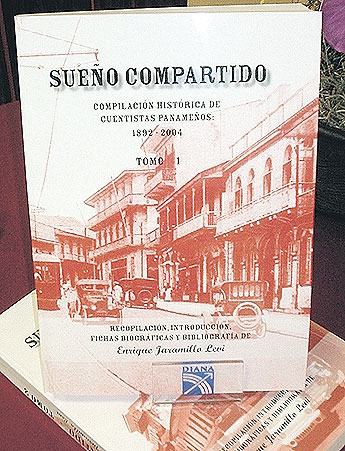 SUEÑO COMPARTIDO
COMPILACIÓN HISTÓRICA DE
CUENTISTAS PANAMEÑOS:
1892-2004
TOMO 1
RECOPILACIÓN, INTRODUCCIÓN,
FICHAS BIOGRÁFICAS Y BIBLIOGRAFÍA DE
Enrique Jaramillo Levi
DIANA